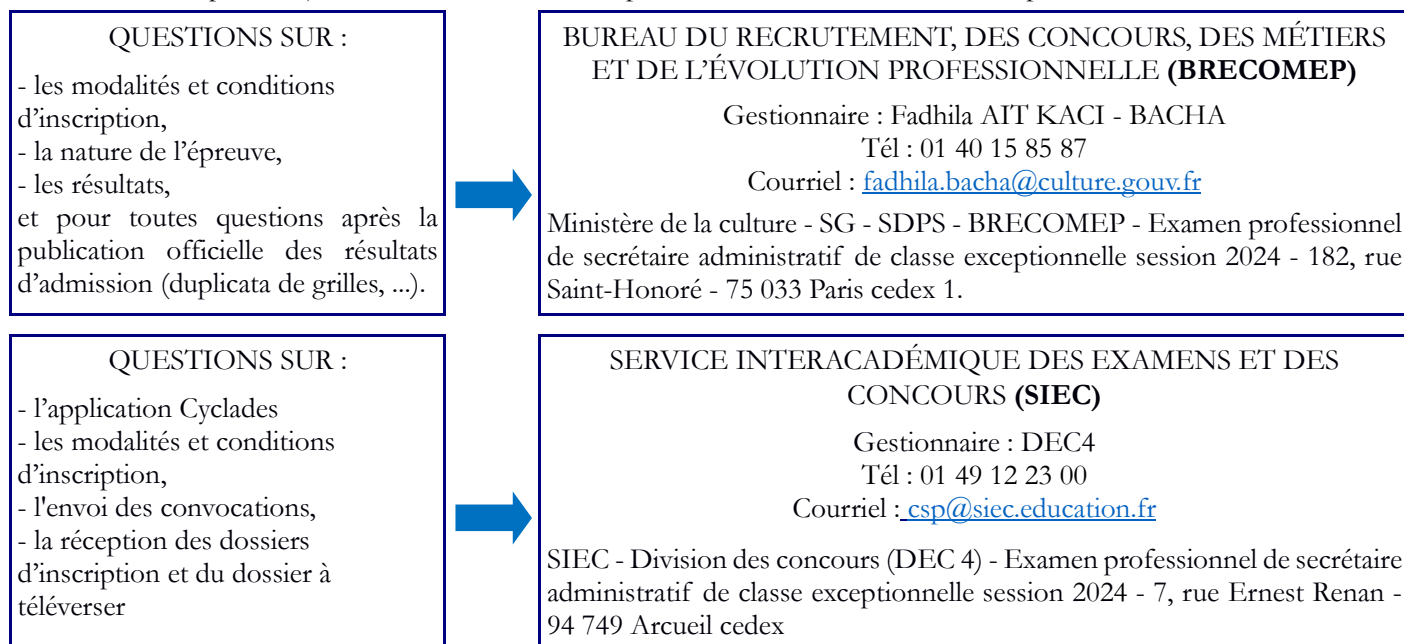 QUESTIONS SUR :
- les modalités et conditions
d’inscription,
- la nature de l’épreuve,
- les résultats,
et pour toutes questions après la
publication officielle des résultats
d’admission (duplicata de grilles, ...).
BUREAU DU RECRUTEMENT, DES CONCOURS, DES MÉTIERS
ET DE L’ÉVOLUTION PROFESSIONNELLE (BRECOMEP)
Gestionnaire : Fadhila AIT KACI - BACHA
Tél : 01 40 15 85 87
Courriel : fadhila.bacha@culture.gouv.fr
Ministère de la culture - SG - SDPS - BRECOMEP - Examen professionnel
de secrétaire administratif de classe exceptionnelle session 2024 - 182, rue
Saint-Honoré - 75 033 Paris cedex 1.
QUESTIONS SUR :
- l’application Cyclades
- les modalités et conditions
d’inscription,
- l'envoi des convocations,
- la réception des dossiers
d’inscription et du dossier à
téléverser
SERVICE INTERACADÉMIQUE DES EXAMENS ET DES
CONCOURS (SIEC)
Gestionnaire : DEC4
Tél : 01 49 12 23 00
Courriel : csp@siec.education.fr
SIEC - Division des concours (DEC 4) - Examen professionnel de secrétaire
administratif de classe exceptionnelle session 2024 - 7, rue Ernest Renan -
94 749 Arcueil cedex